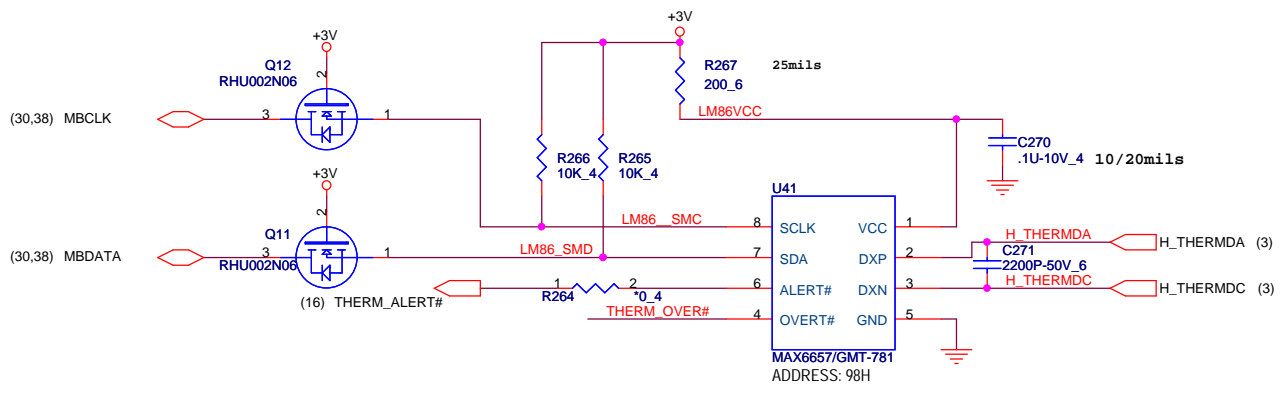 +3V
Q12
RHU002N06
2
(30,38) MBCLK
3
1
+3V
R267
200_6
25mils
LM86VCC
R266
10K_4
R265
10K_4
C270
.1U-10V_4
10/20mils
+3V
2
Q11
RHU002N06
(30,38) MBDATA
3
1
LM86__SMC
LM86_SMD
U41
8
SCLK
VCC
1
7
SDA
DXP
2
6
ALERT#
DXN
3
4
OVERT#
GND
5
MAX6657/GMT-781
ADDRESS: 98H
(16) THERM_ALERT#
1
R264
2
*0_4
THERM_OVER#
H_THERMDA
H_THERMDA (3)
C271
2200P-50V_6
H_THERMDC
H_THERMDC (3)